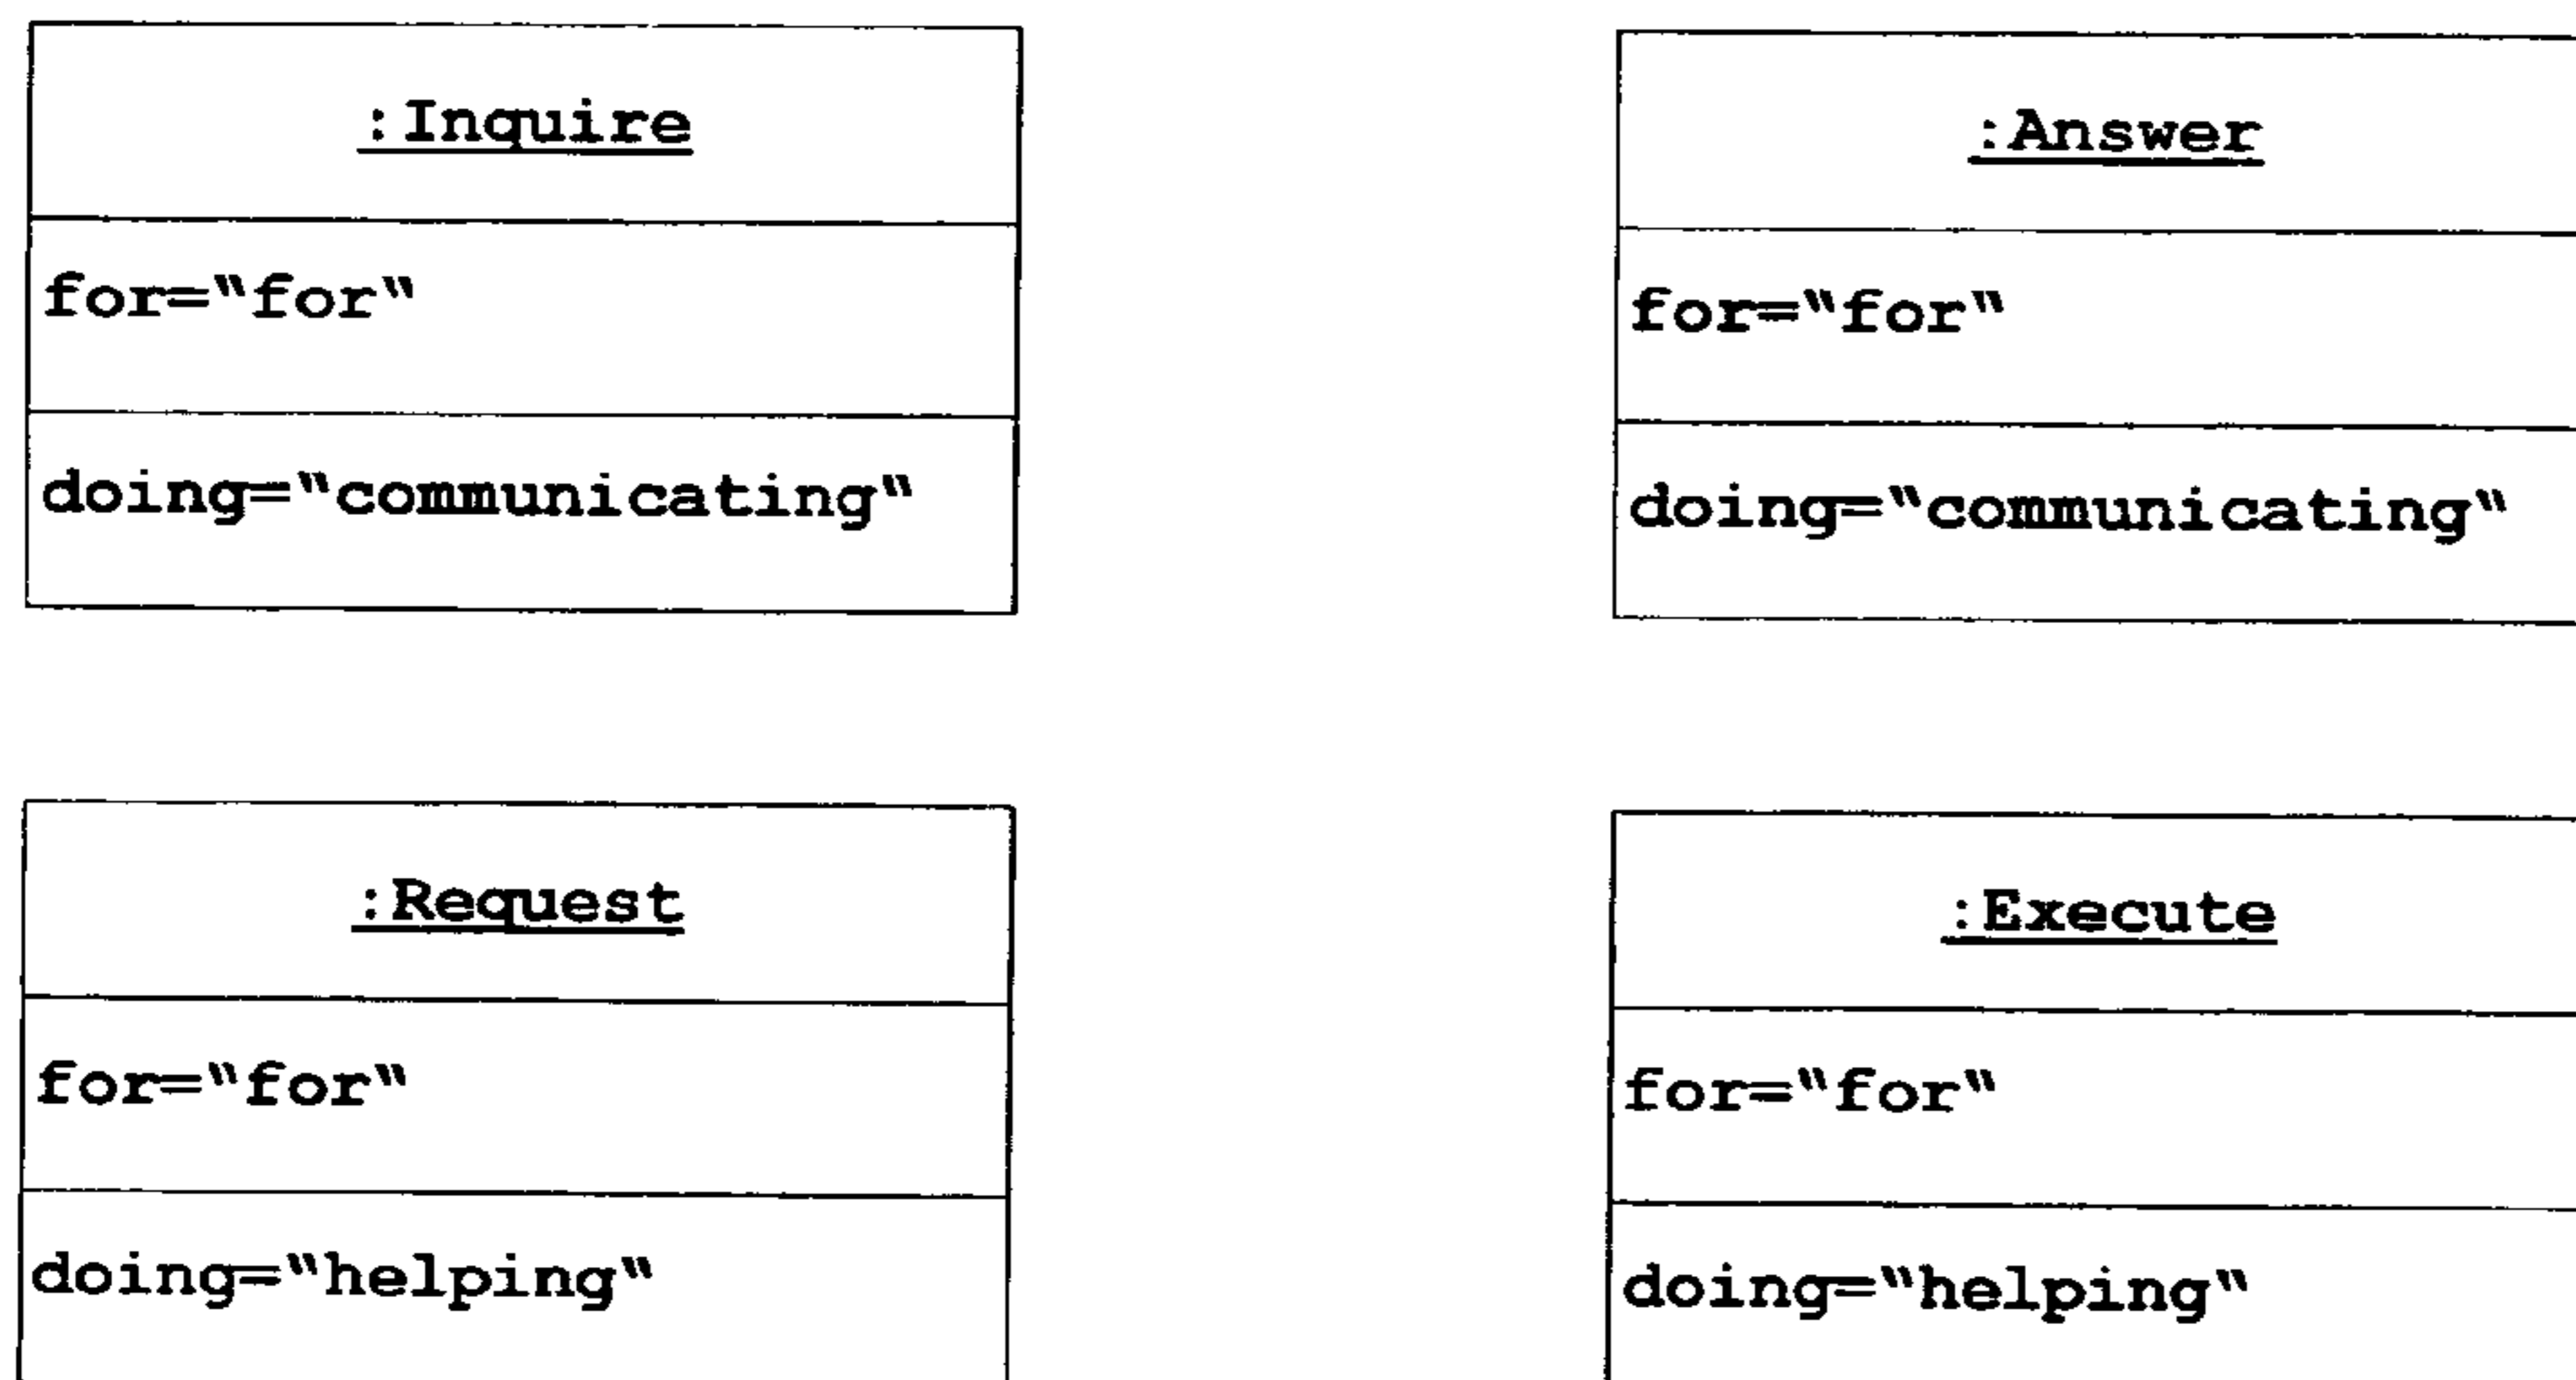 :Inquire
for="for"
doing="communicating"
:Answer
for="for"
doing="communicating"
:Request
for="for"
doing="helping"
:Execute
for="for"
doing="helping"